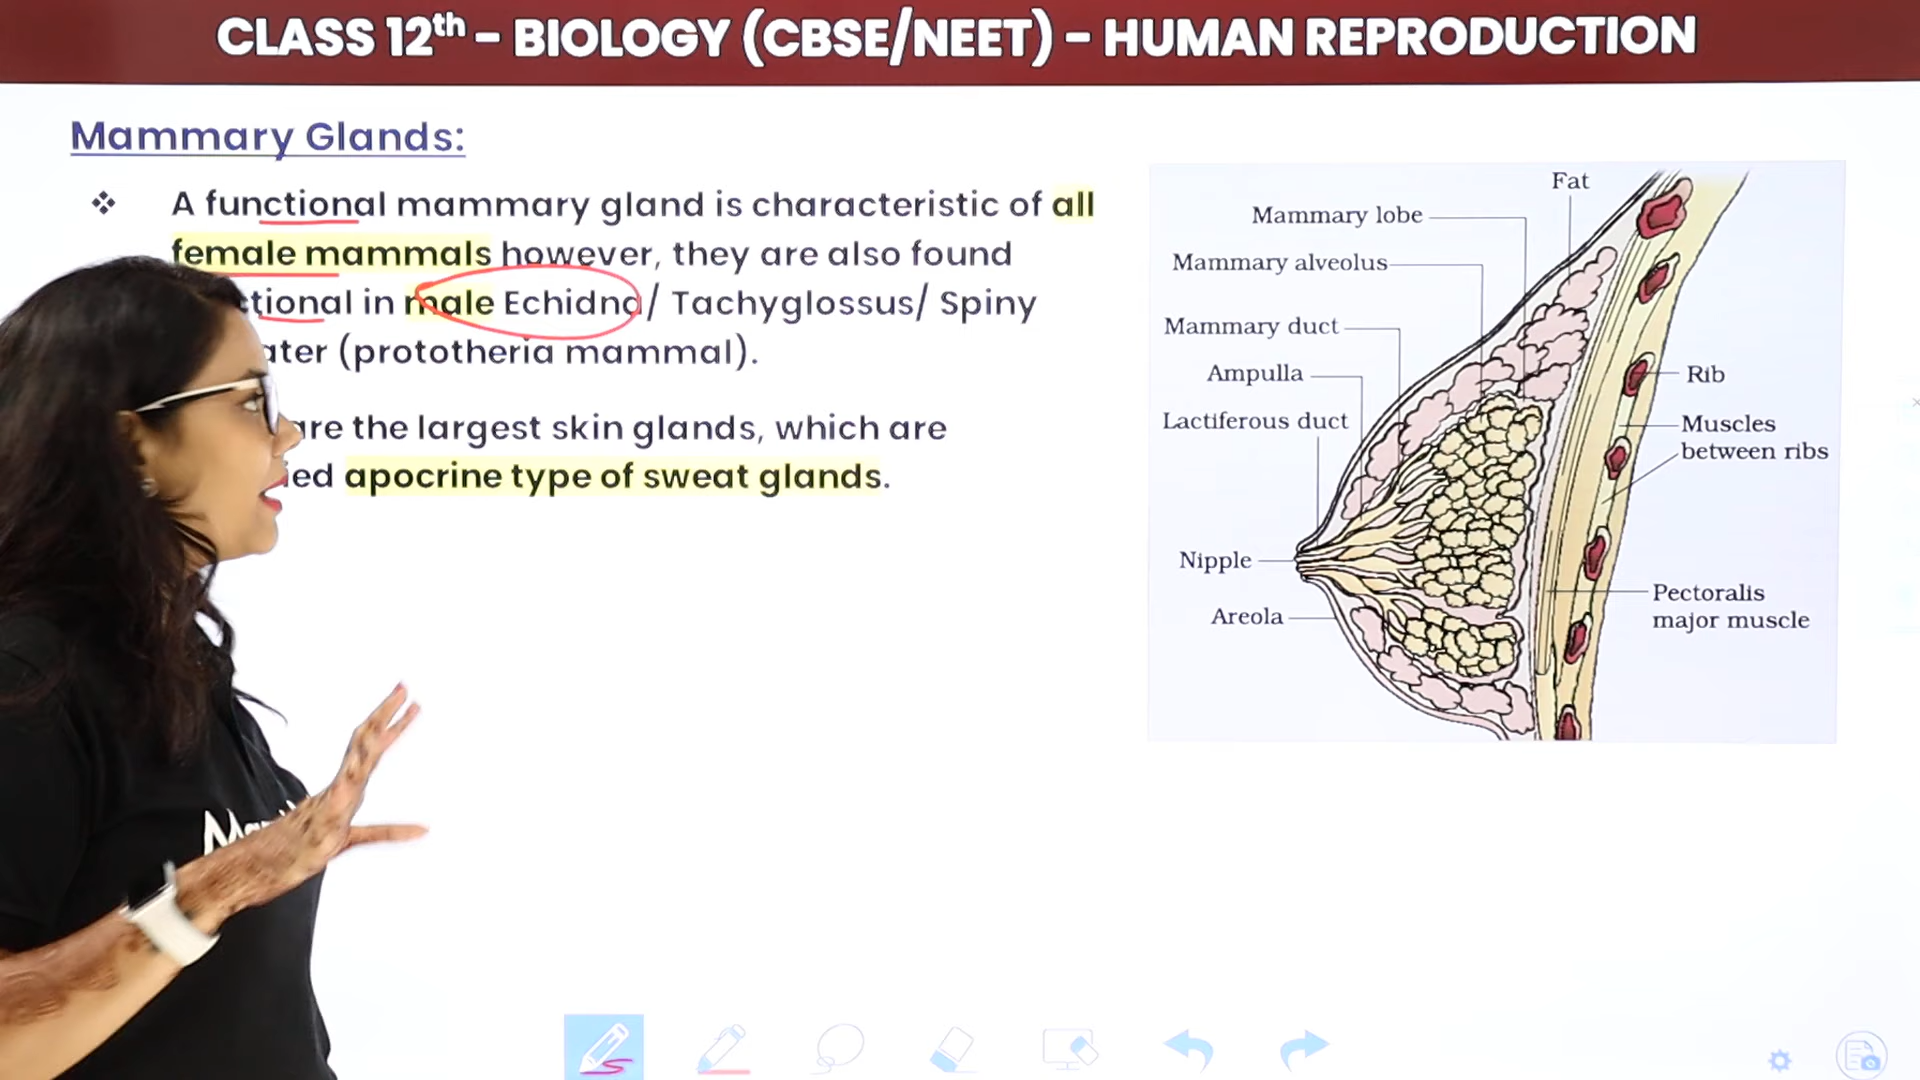 CLASS 12th - BIOLOGY (CBSE/NEET) - HUMAN REPRODUCTION
Mammary Glands:
❖ A functional mammary gland is characteristic of all
female mammals however, they are also found
ctional in male Echidna/ Tachyglossus/ Spiny
ater (prototheria mammal).
are the largest skin glands, which are
ied apocrine type of sweat glands.
Fat
Mammary lobe
Mammary alveolus
Mammary duct
Ampulla
Lactiferous duct
Nipple
Areola
Rib
Muscles
between ribs
Pectoralis
major muscle